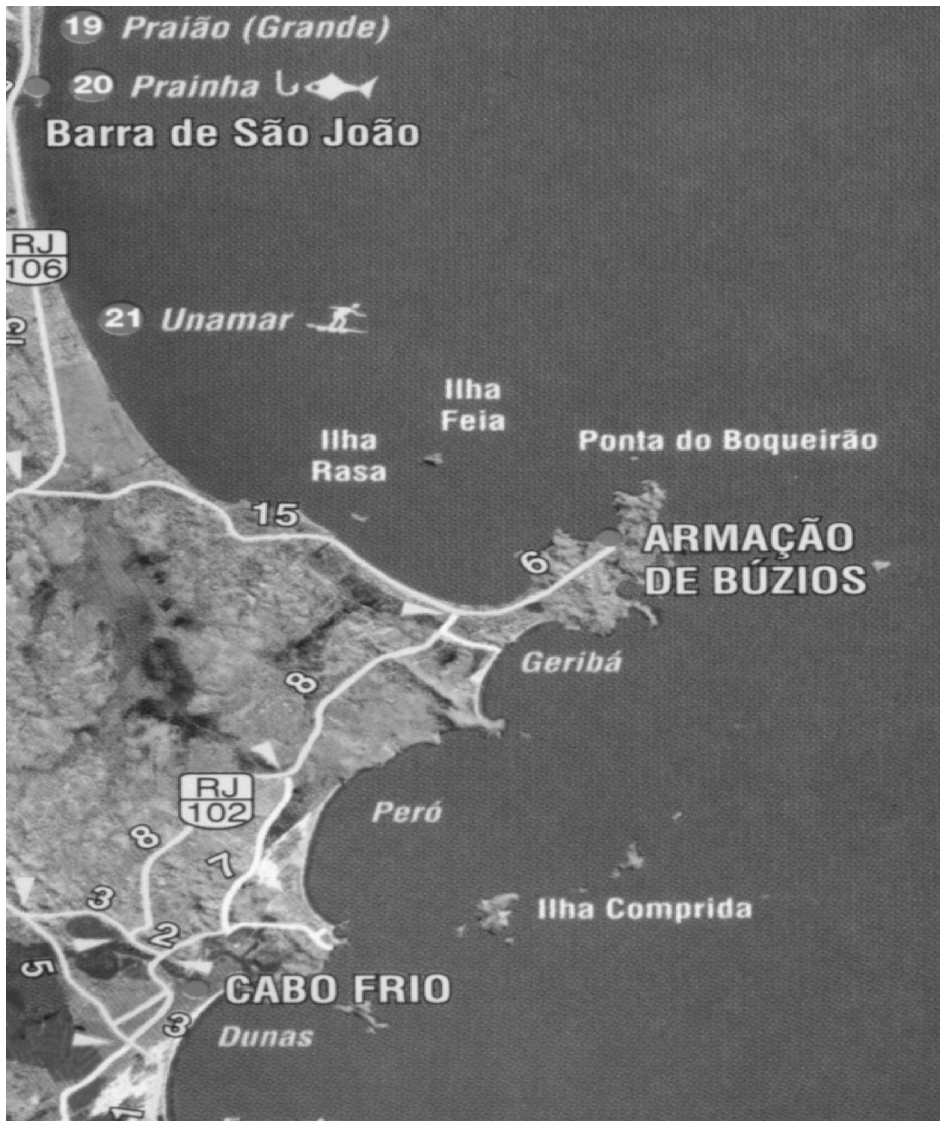 19 Praião (Grande)
20 Prainha
Barra de São João
RJ
106
21 Unamar
Ilha
Feia
Ilha
Rasa
Ponta do Boqueirão
15
ARMAÇÃO
DE BÚZIOS
6
Geribá
8
RJ
102
Peró
8
7
3
Ilha Comprida
2
5
CABO FRIO
3
Dunas
1